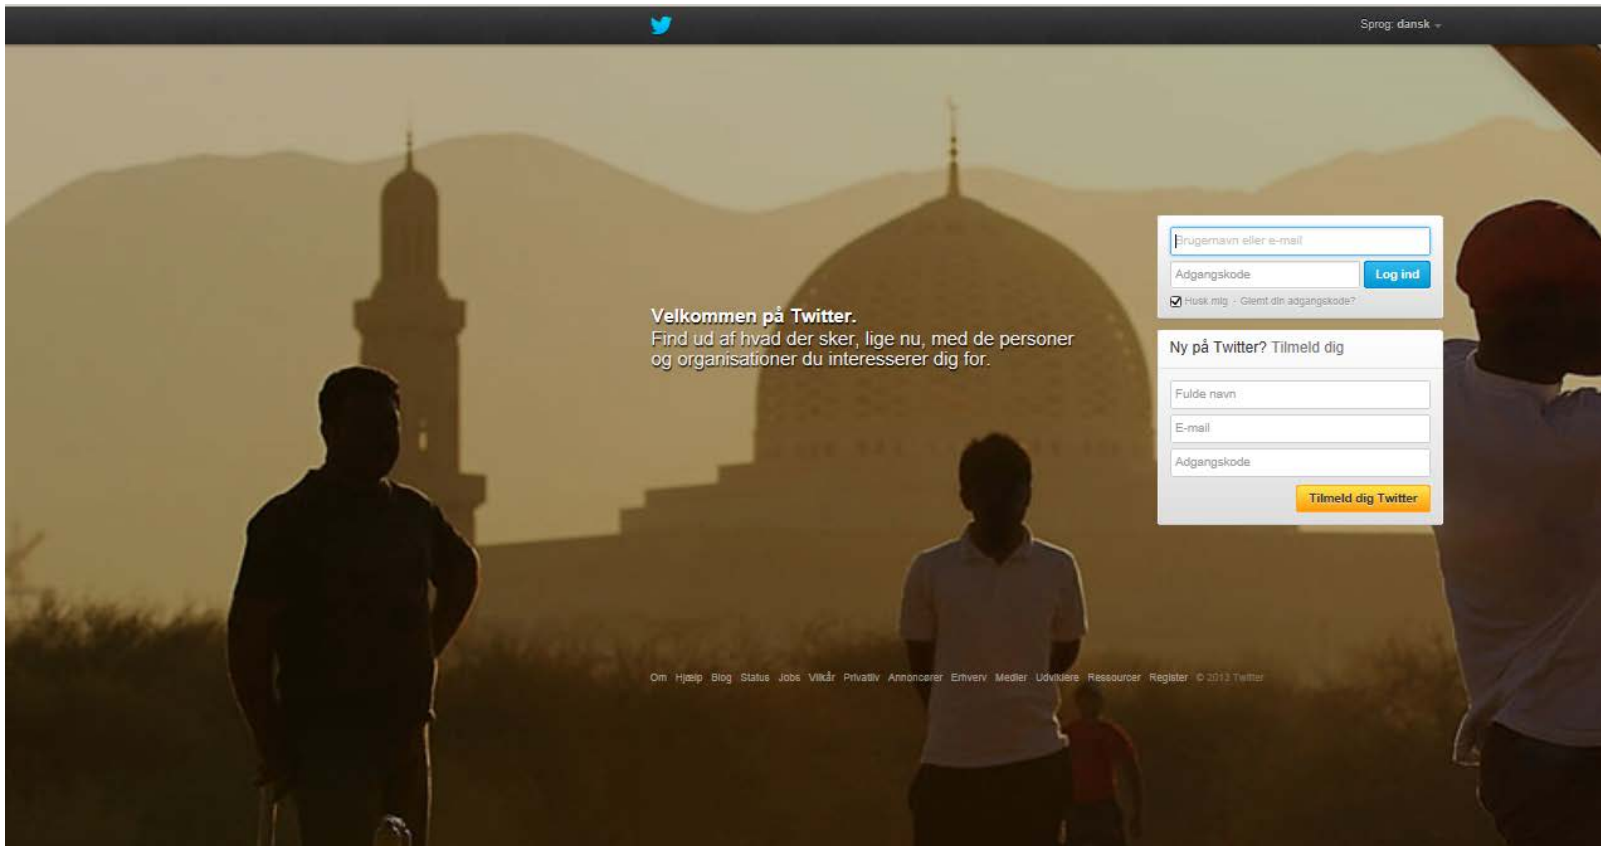 Sprog: dansk
Brugernavn eller e-mail
Adgangskode
Log ind
Husk mig - Glemt din adgangskode?
Velkommen på Twitter.
Find ud af hvad der sker, lige nu, med de personer
og organisationer du interesserer dig for.
Ny på Twitter? Tilmeld dig
Fulde navn
E-mail
Adgangskode
Tilmeld dig Twitter
Om Hjælp Blog Status Jobs Vilkår Privatliv Annoncører Erhverv Medier Udviklere Ressourcer Register © 2012 Twitter